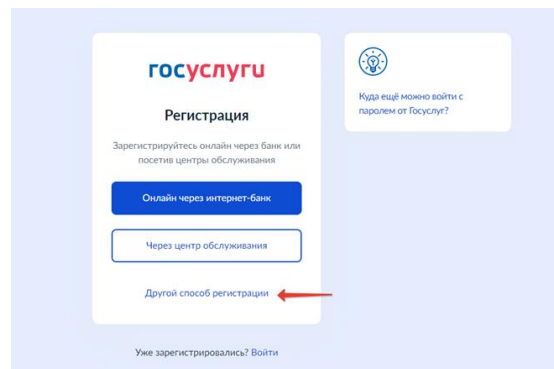 госуслуги
Регистрация
Зарегистрируйтесь онлайн через банк или
посетив центры обслуживания
Онлайн через интернет-банк
Через центр обслуживания
Другой способ регистрации
Уже зарегистрировались? Войти
Куда ещё можно войти с
паролем от Госуслуг?